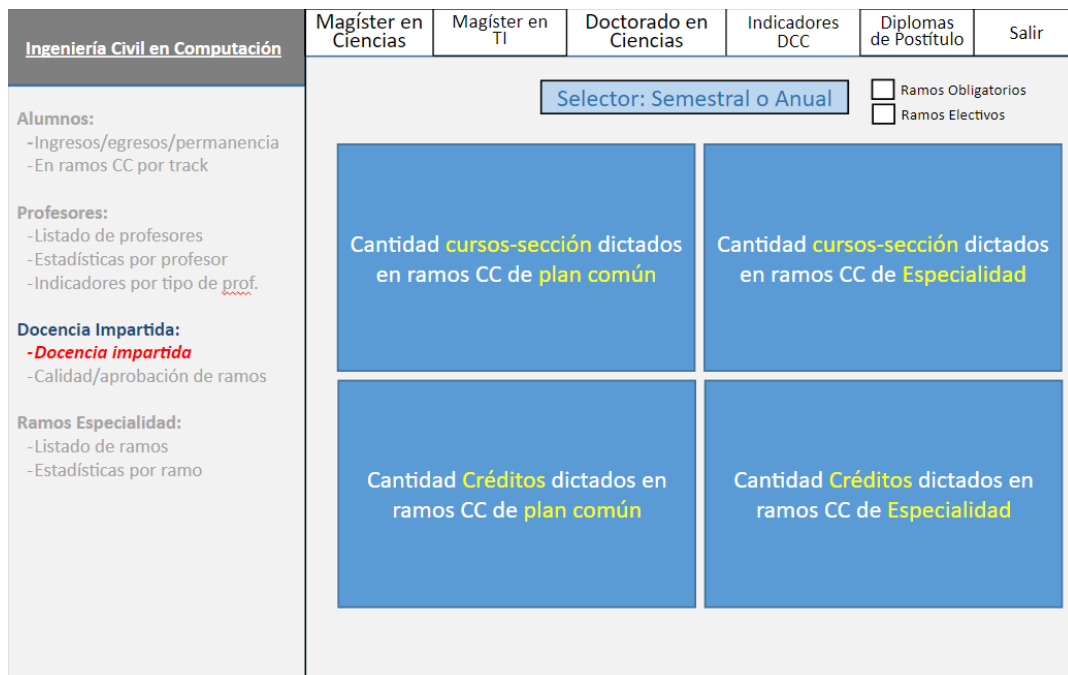 Ingeniería Civil en Computación
Magíster en
Ciencias
Magíster en
TI
Doctorado en
Ciencias
Indicadores
DCC
Diplomas
de Postítulo
Salir
Selector: Semestral o Anual
Ramos Obligatorios
Ramos Electivos
Alumnos:
-Ingresos/egresos/permanencia
-En ramos CC por track
Profesores:
-Listado de profesores
-Estadísticas por profesor
-Indicadores por tipo de prof.
Docencia Impartida:
-Docencia impartida
-Calidad/aprobación de ramos
Ramos Especialidad:
-Listado de ramos
-Estadísticas por ramo
Cantidad cursos-sección dictados
en ramos CC de plan común
Cantidad cursos-sección dictados
en ramos CC de Especialidad
Cantidad Créditos dictados en
ramos CC de plan común
Cantidad Créditos dictados en
ramos CC de Especialidad